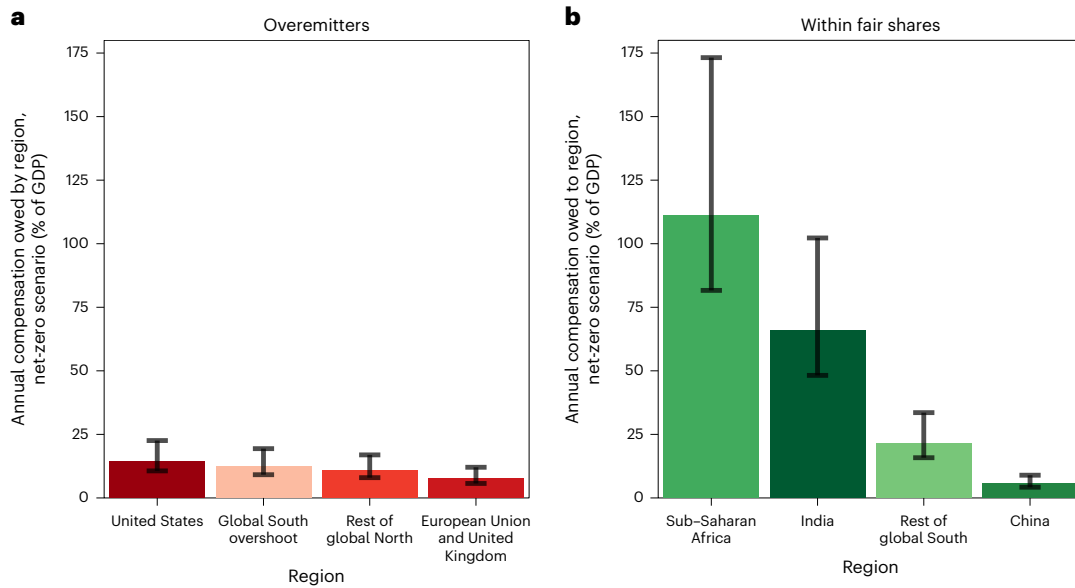 a
Overemitters
Annual compensation owed by region,
net-zero scenario (% of GDP)
175
150
125
100
75
50
25
0
United States
Global South
overshoot
Rest of
global North
European Union
and United
Kingdom
Region
b
Within fair shares
Annual compensation owed to region,
net-zero scenario (% of GDP)
175
150
125
100
75
50
25
0
Sub–Saharan
Africa
India
Rest of
global South
China
Region